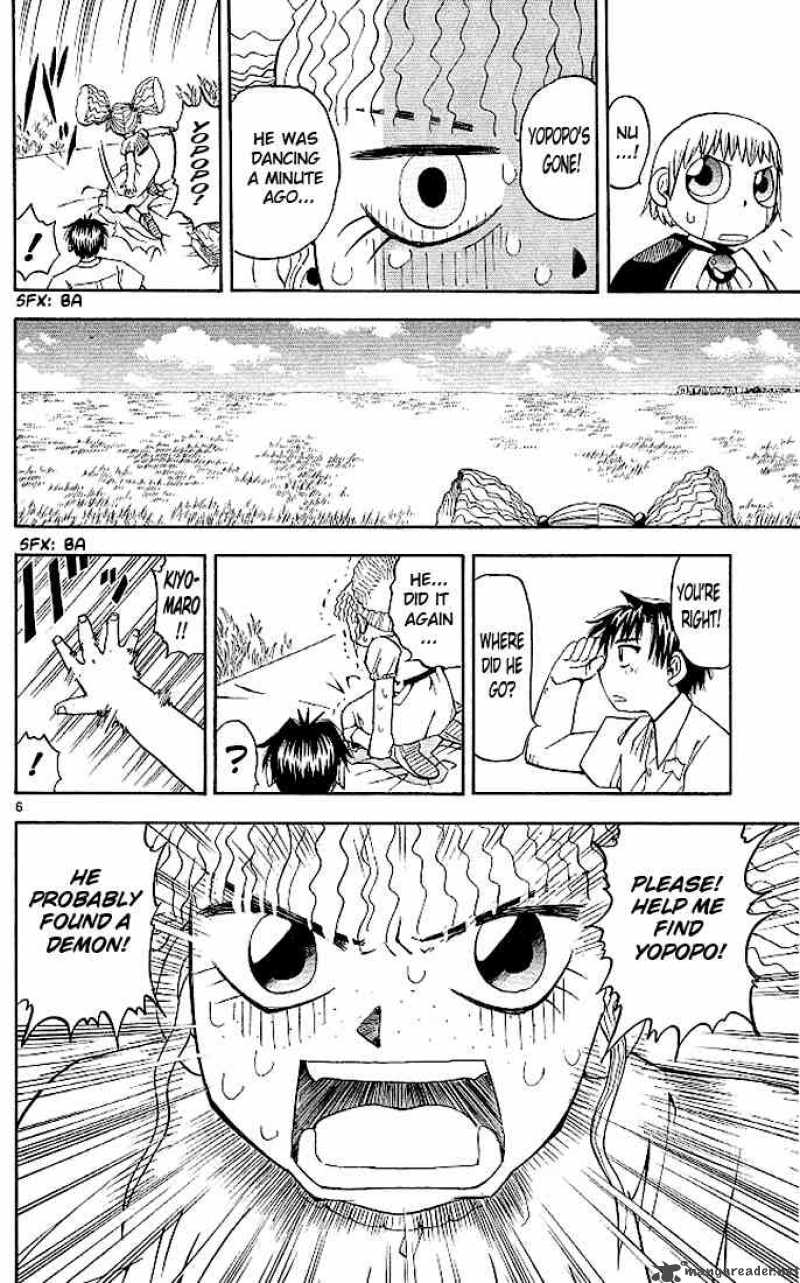 NU
...!
YOPOPO'S
GONE!
HE WAS
DANCING
A MINUTE
AGO...
YOPOPO!
!
SFX: BA
SFX: BA
YOU'RE
RIGHT!
WHERE
DID HE
GO?
HE...
DID IT
AGAIN
...
?
KIYO-
MARO
!!
!
6
PLEASE!
HELP ME
FIND
YOPOPO!
HE
PROBABLY
FOUND A
DEMON!
mangareader.net